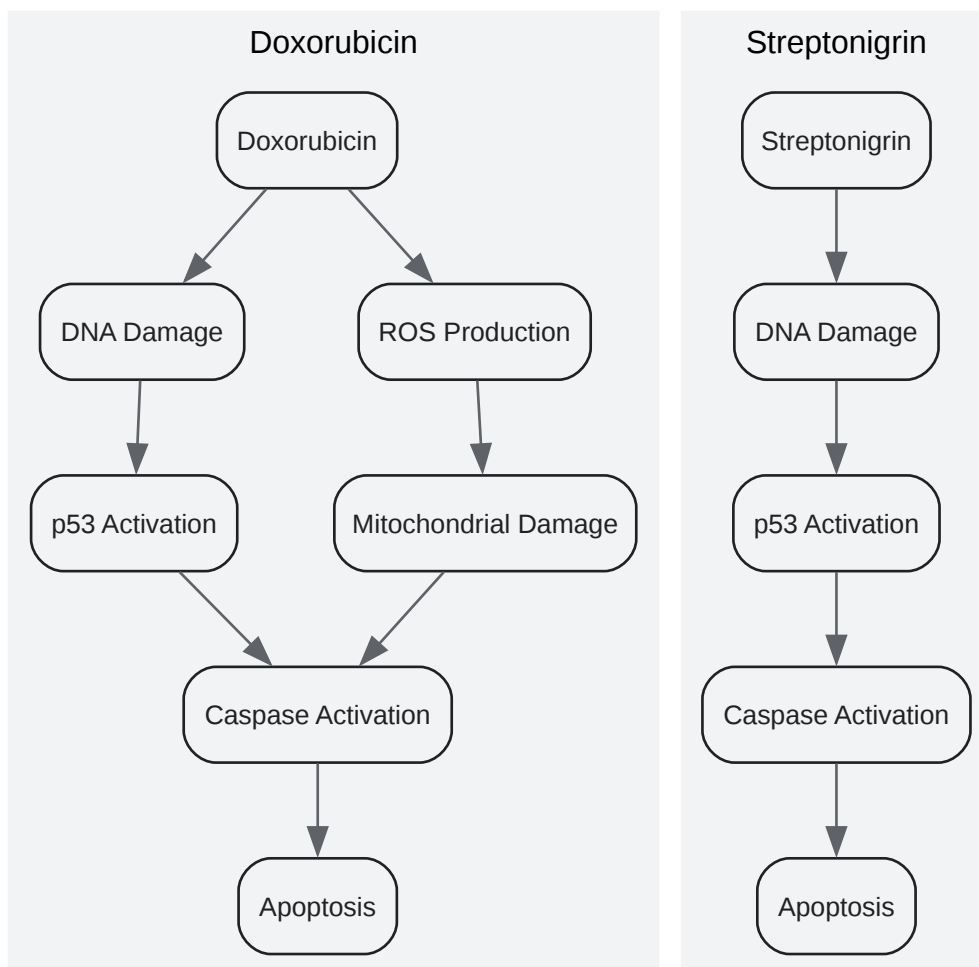 Doxorubicin
Doxorubicin
DNA Damage
ROS Production
p53 Activation
Mitochondrial Damage
Caspase Activation
Apoptosis
Streptonigrin
Streptonigrin
DNA Damage
p53 Activation
Caspase Activation
Apoptosis